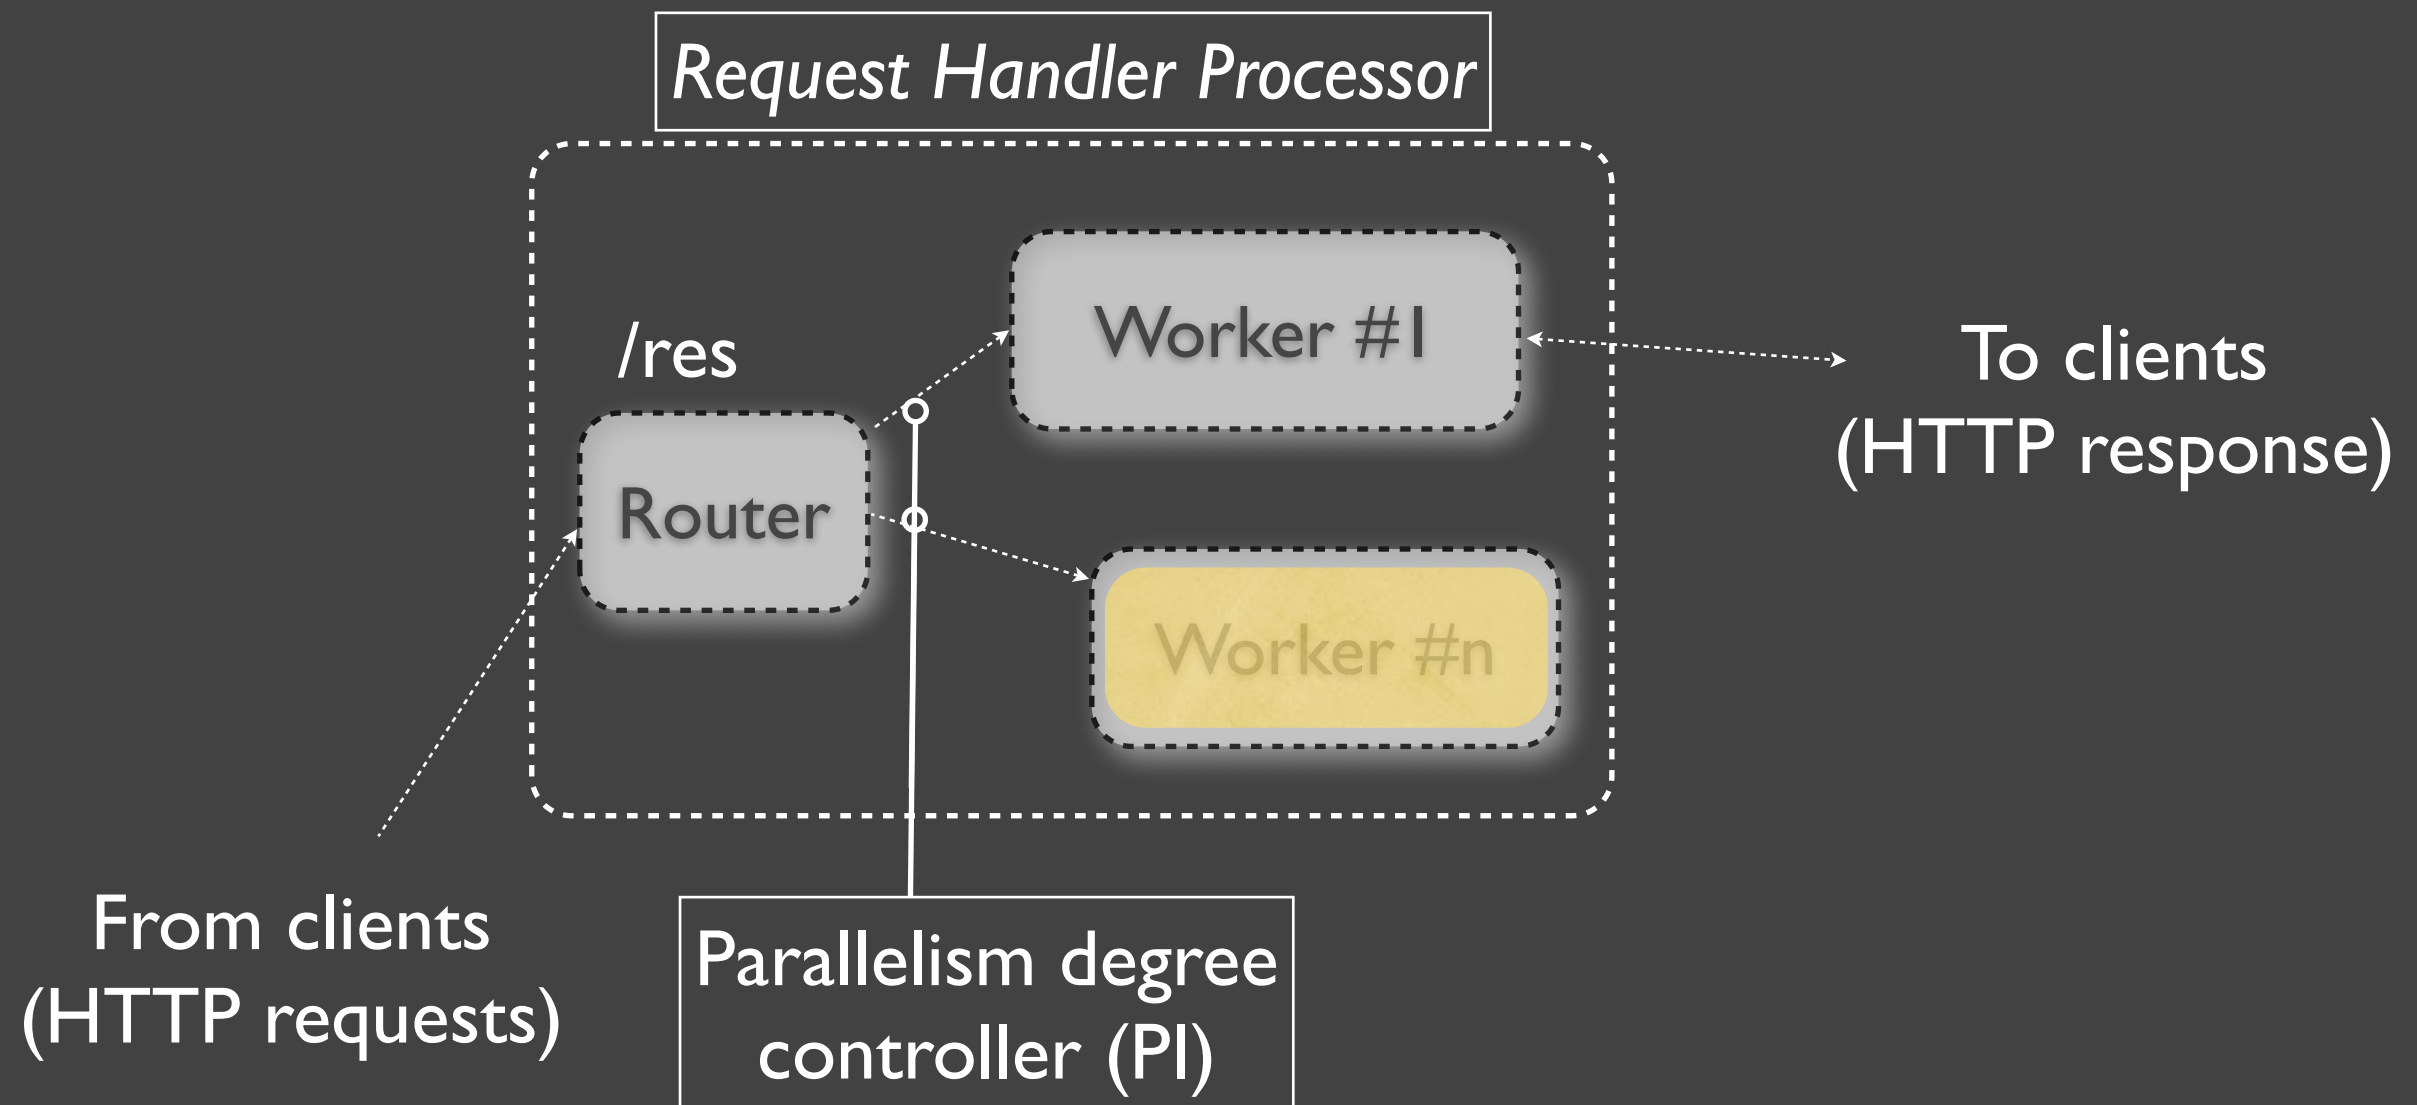 Request Handler Processor
/res
Worker #1
Router
Worker #n
To clients
(HTTP response)
From clients
(HTTP requests)
Parallelism degree
controller (PI)